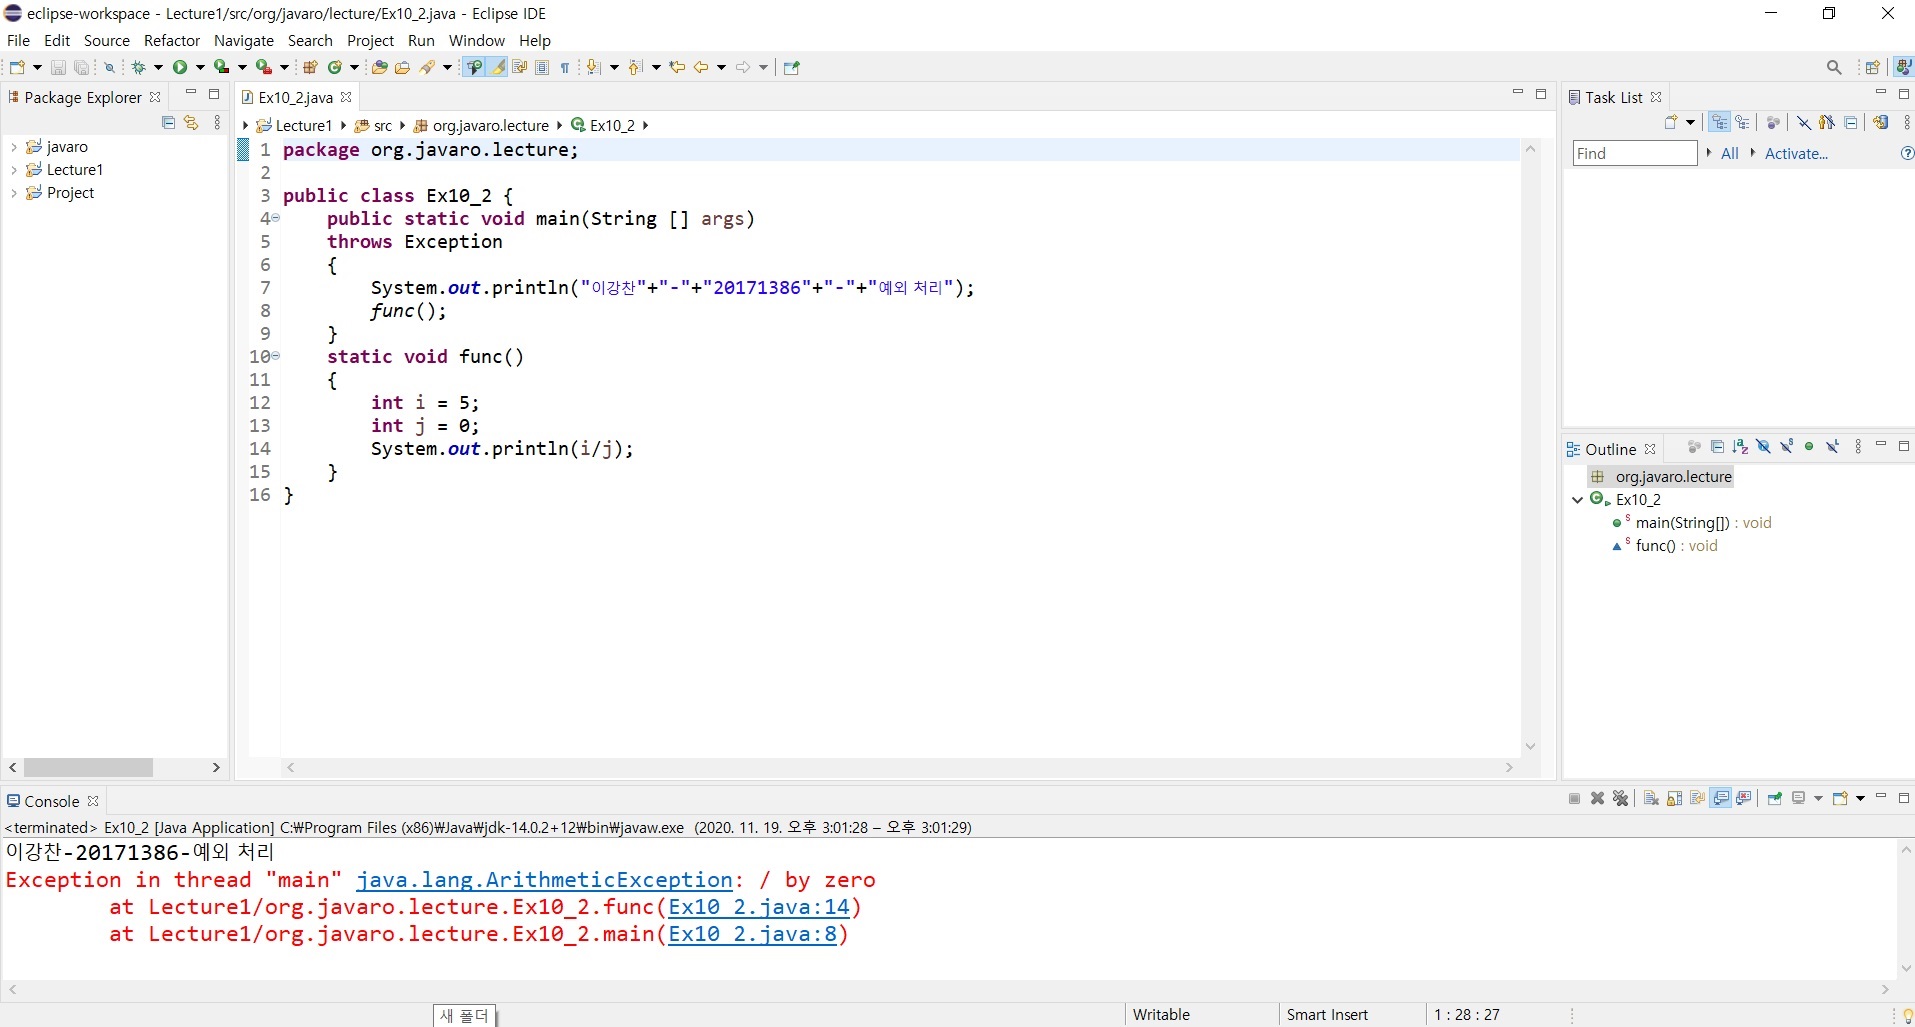 eclipse-workspace - Lecture1/src/org/javaro/lecture/Ex10_2.java - Eclipse IDE
File Edit Source Refactor Navigate Search Project Run Window Help
Package Explorer
javaro
Lecture1
Project
Ex10_2.java
Lecture1 src org.javaro.lecture Ex10_2
1 package org.javaro.lecture;
2
3 public class Ex10_2 {
4 public static void main(String [] args)
5 throws Exception
6 {
7 System.out.println("이강찬"+"-"+"20171386"+"-"+"예외 처리");
8 func();
9 }
10 static void func()
11 {
12 int i = 5;
13 int j = 0;
14 System.out.println(i/j);
15 }
16 }
Task List
Find All Activate...
Outline
org.javaro.lecture
Ex10_2
main(String[]) : void
func() : void
Console
<terminated> Ex10_2 [Java Application] C:₩Program Files (x86)₩Java₩jdk-14.0.2+12₩bin₩javaw.exe (2020. 11. 19. 오후 3:01:28 – 오후 3:01:29)
이강찬-20171386-예외 처리
Exception in thread "main" java.lang.ArithmeticException: / by zero
at Lecture1/org.javaro.lecture.Ex10_2.func(Ex10_2.java:14)
at Lecture1/org.javaro.lecture.Ex10_2.main(Ex10_2.java:8)
새 폴더
Writable Smart Insert 1 : 28 : 27